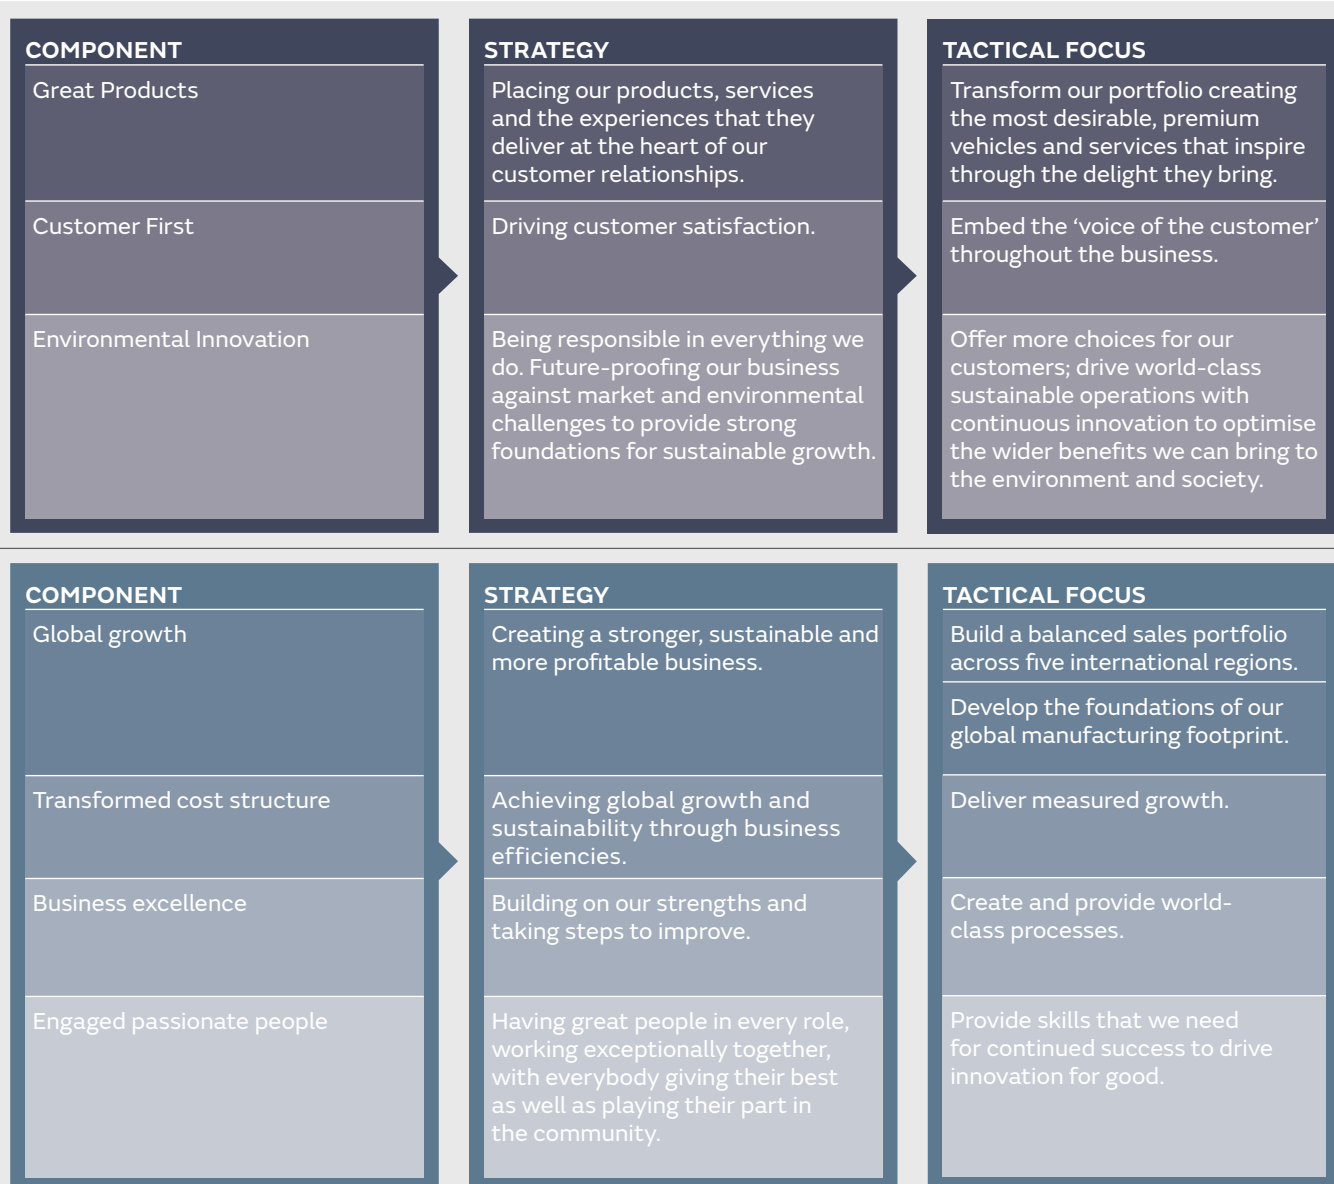 COMPONENT
Great Products
Customer First
Environmental Innovation
STRATEGY
Placing our products, services
and the experiences that they
deliver at the heart of our
customer relationships.
Driving customer satisfaction.
Being responsible in everything we
do. Future-proofing our business
against market and environmental
challenges to provide strong
foundations for sustainable growth.
TACTICAL FOCUS
Transform our portfolio creating
the most desirable, premium
vehicles and services that inspire
through the delight they bring.
Embed the ‘voice of the customer’
throughout the business.
Offer more choices for our
customers; drive world-class
sustainable operations with
continuous innovation to optimise
the wider benefits we can bring to
the environment and society.
COMPONENT
Global growth
Transformed cost structure
Business excellence
Engaged passionate people
STRATEGY
Creating a stronger, sustainable and
more profitable business.
Achieving global growth and
sustainability through business
efficiencies.
Building on our strengths and
taking steps to improve.
Having great people in every role,
working exceptionally together,
with everybody giving their best
as well as playing their part in
the community.
TACTICAL FOCUS
Build a balanced sales portfolio
across five international regions.
Develop the foundations of our
global manufacturing footprint.
Deliver measured growth.
Create and provide world-
class processes.
Provide skills that we need
for continued success to drive
innovation for good.